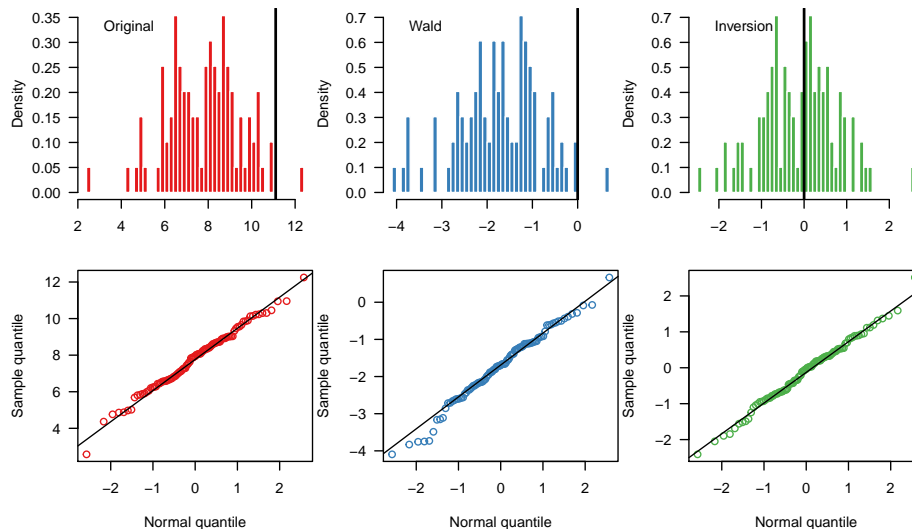 Original
Density
0.35
0.30
0.25
0.20
0.15
0.10
0.05
0.00
2 4 6 8 10 12
Wald
Density
0.7
0.6
0.5
0.4
0.3
0.2
0.1
0.0
−4 −3 −2 −1 0
Inversion
Density
0.7
0.6
0.5
0.4
0.3
0.2
0.1
0.0
−2 −1 0 1 2
Sample quantile
12
10
8
6
4
−2 −1 0 1 2
Normal quantile
Sample quantile
0
−1
−2
−3
−4
−2 −1 0 1 2
Normal quantile
Sample quantile
2
1
0
−1
−2
−2 −1 0 1 2
Normal quantile